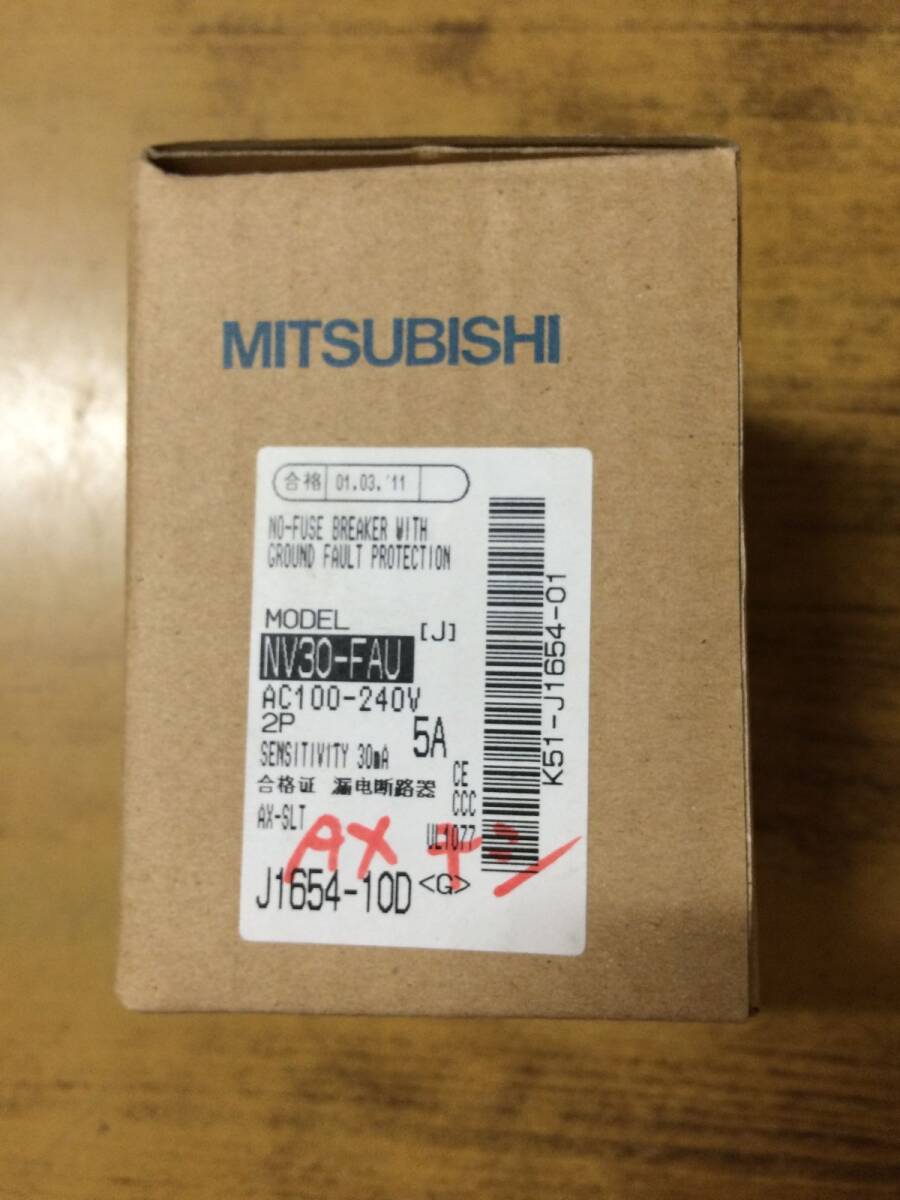 MITSUBISHI
合格 01.03.'11
NO-FUSE BREAKER WITH
GROUND FAULT PROTECTION
MODEL [J]
NV30-FAU
AC100-240V
2P 5A
SENSITIVITY 30mA
合格证 漏电断路器
CE
CCC
AX-SLT
UL1077
AX ナシ
J1654-10D <G>
K51-J1654-01